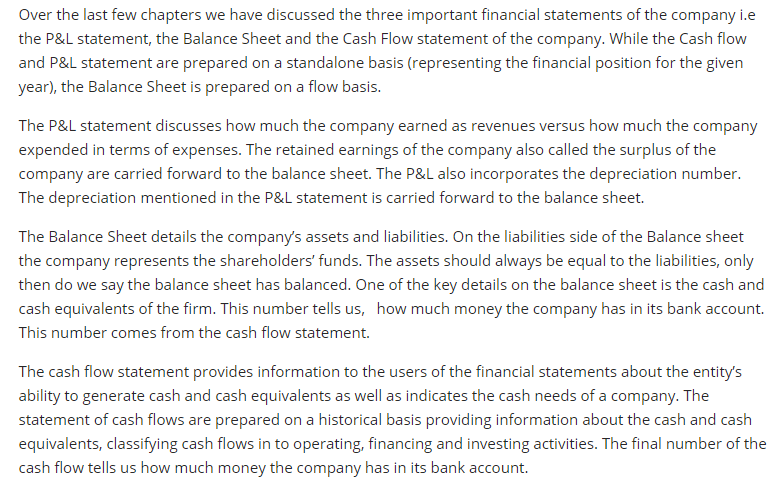 Over the last few chapters we have discussed the three important financial statements of the company i.e
the P&L statement, the Balance Sheet and the Cash Flow statement of the company. While the Cash flow
and P&L statement are prepared on a standalone basis (representing the financial position for the given
year), the Balance Sheet is prepared on a flow basis.
The P&L statement discusses how much the company earned as revenues versus how much the company
expended in terms of expenses. The retained earnings of the company also called the surplus of the
company are carried forward to the balance sheet. The P&L also incorporates the depreciation number.
The depreciation mentioned in the P&L statement is carried forward to the balance sheet.
The Balance Sheet details the company's assets and liabilities. On the liabilities side of the Balance sheet
the company represents the shareholders' funds. The assets should always be equal to the liabilities, only
then do we say the balance sheet has balanced. One of the key details on the balance sheet is the cash and
cash equivalents of the firm. This number tells us,   how much money the company has in its bank account.
This number comes from the cash flow statement.
The cash flow statement provides information to the users of the financial statements about the entity's
ability to generate cash and cash equivalents as well as indicates the cash needs of a company. The
statement of cash flows are prepared on a historical basis providing information about the cash and cash
equivalents, classifying cash flows in to operating, financing and investing activities. The final number of the
cash flow tells us how much money the company has in its bank account.